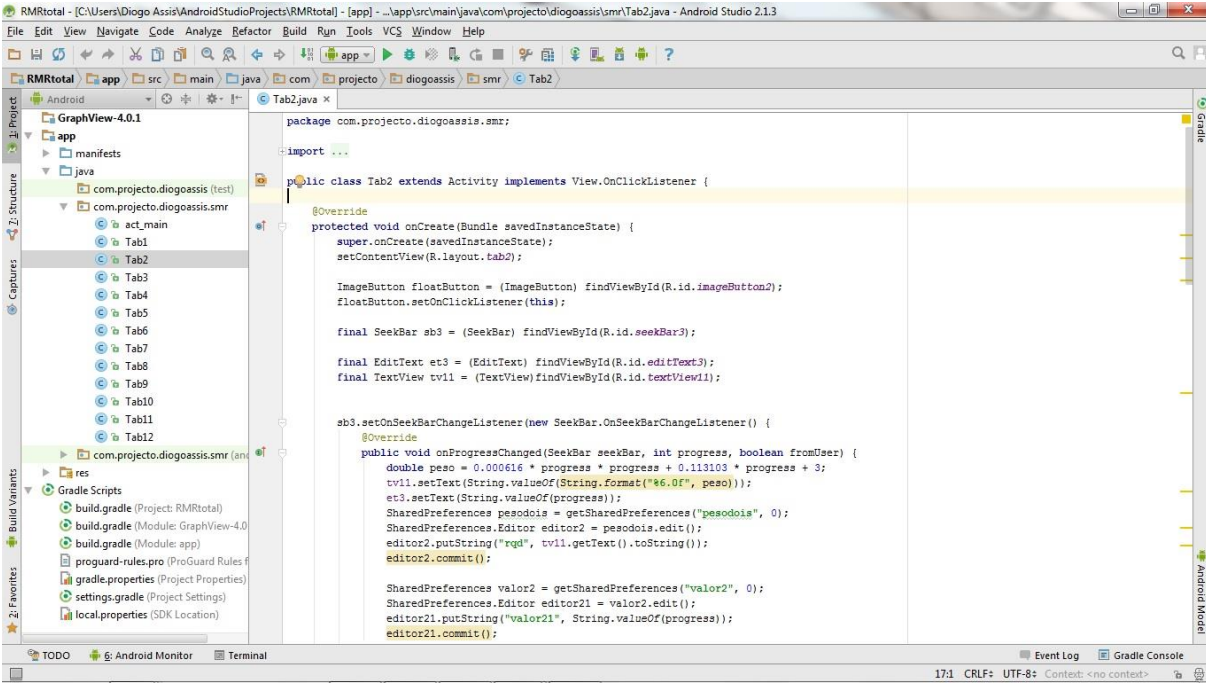 RMRtotal - [C:\Users\Diogo Assis\AndroidStudioProjects\RMRtotal] - [app] - ...\app\src\main\java\com\projecto\diogoassis\smr\Tab2.java - Android Studio 2.1.3
File Edit View Navigate Code Analyze Refactor Build Run Tools VCS Window Help
app
RMRtotal app src main java com projecto diogoassis smr Tab2
Android
Tab2.java
1: Project
7: Structure
Captures
Build Variants
2: Favorites
GraphView-4.0.1
app
manifests
java
com.projecto.diogoassis (test)
com.projecto.diogoassis.smr
act_main
Tab1
Tab2
Tab3
Tab4
Tab5
Tab6
Tab7
Tab8
Tab9
Tab10
Tab11
Tab12
com.projecto.diogoassis.smr (and
res
Gradle Scripts
build.gradle (Project: RMRtotal)
build.gradle (Module: GraphView-4.0
build.gradle (Module: app)
proguard-rules.pro (ProGuard Rules f
gradle.properties (Project Properties)
settings.gradle (Project Settings)
local.properties (SDK Location)
package com.projecto.diogoassis.smr;
import ...
public class Tab2 extends Activity implements View.OnClickListener {
@Override
protected void onCreate(Bundle savedInstanceState) {
super.onCreate(savedInstanceState);
setContentView(R.layout.tab2);
ImageButton floatButton = (ImageButton) findViewById(R.id.imageButton2);
floatButton.setOnClickListener(this);
final SeekBar sb3 = (SeekBar) findViewById(R.id.seekBar3);
final EditText et3 = (EditText) findViewById(R.id.editText3);
final TextView tv11 = (TextView)findViewById(R.id.textView11);
sb3.setOnSeekBarChangeListener(new SeekBar.OnSeekBarChangeListener() {
@Override
public void onProgressChanged(SeekBar seekBar, int progress, boolean fromUser) {
double peso = 0.000616 * progress * progress + 0.113103 * progress + 3;
tv11.setText(String.valueOf(String.format("%6.0f", peso)));
et3.setText(String.valueOf(progress));
SharedPreferences pesodois = getSharedPreferences("pesodois", 0);
SharedPreferences.Editor editor2 = pesodois.edit();
editor2.putString("rqd", tv11.getText().toString());
editor2.commit();
SharedPreferences valor2 = getSharedPreferences("valor2", 0);
SharedPreferences.Editor editor21 = valor2.edit();
editor21.putString("valor21", String.valueOf(progress));
editor21.commit();
Gradle
Android Model
TODO 6: Android Monitor Terminal Event Log Gradle Console
17:1 CRLF UTF-8 Context: <no context>